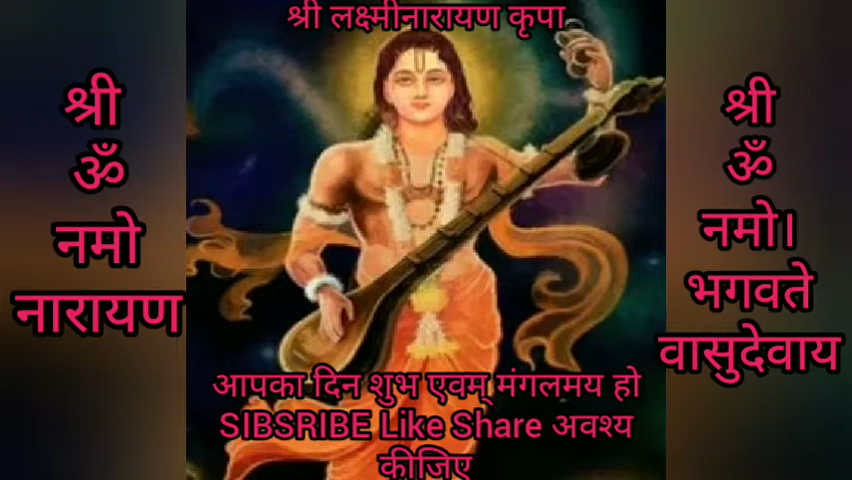 श्री लक्ष्मीनारायण कृपा
श्री
ॐ
नमो
नारायण
श्री
ॐ
नमो।
भगवते
वासुदेवाय
आपका दिन शुभ एवम् मंगलमय हो
SIBSRIBE Like Share अवश्य
कीजिए